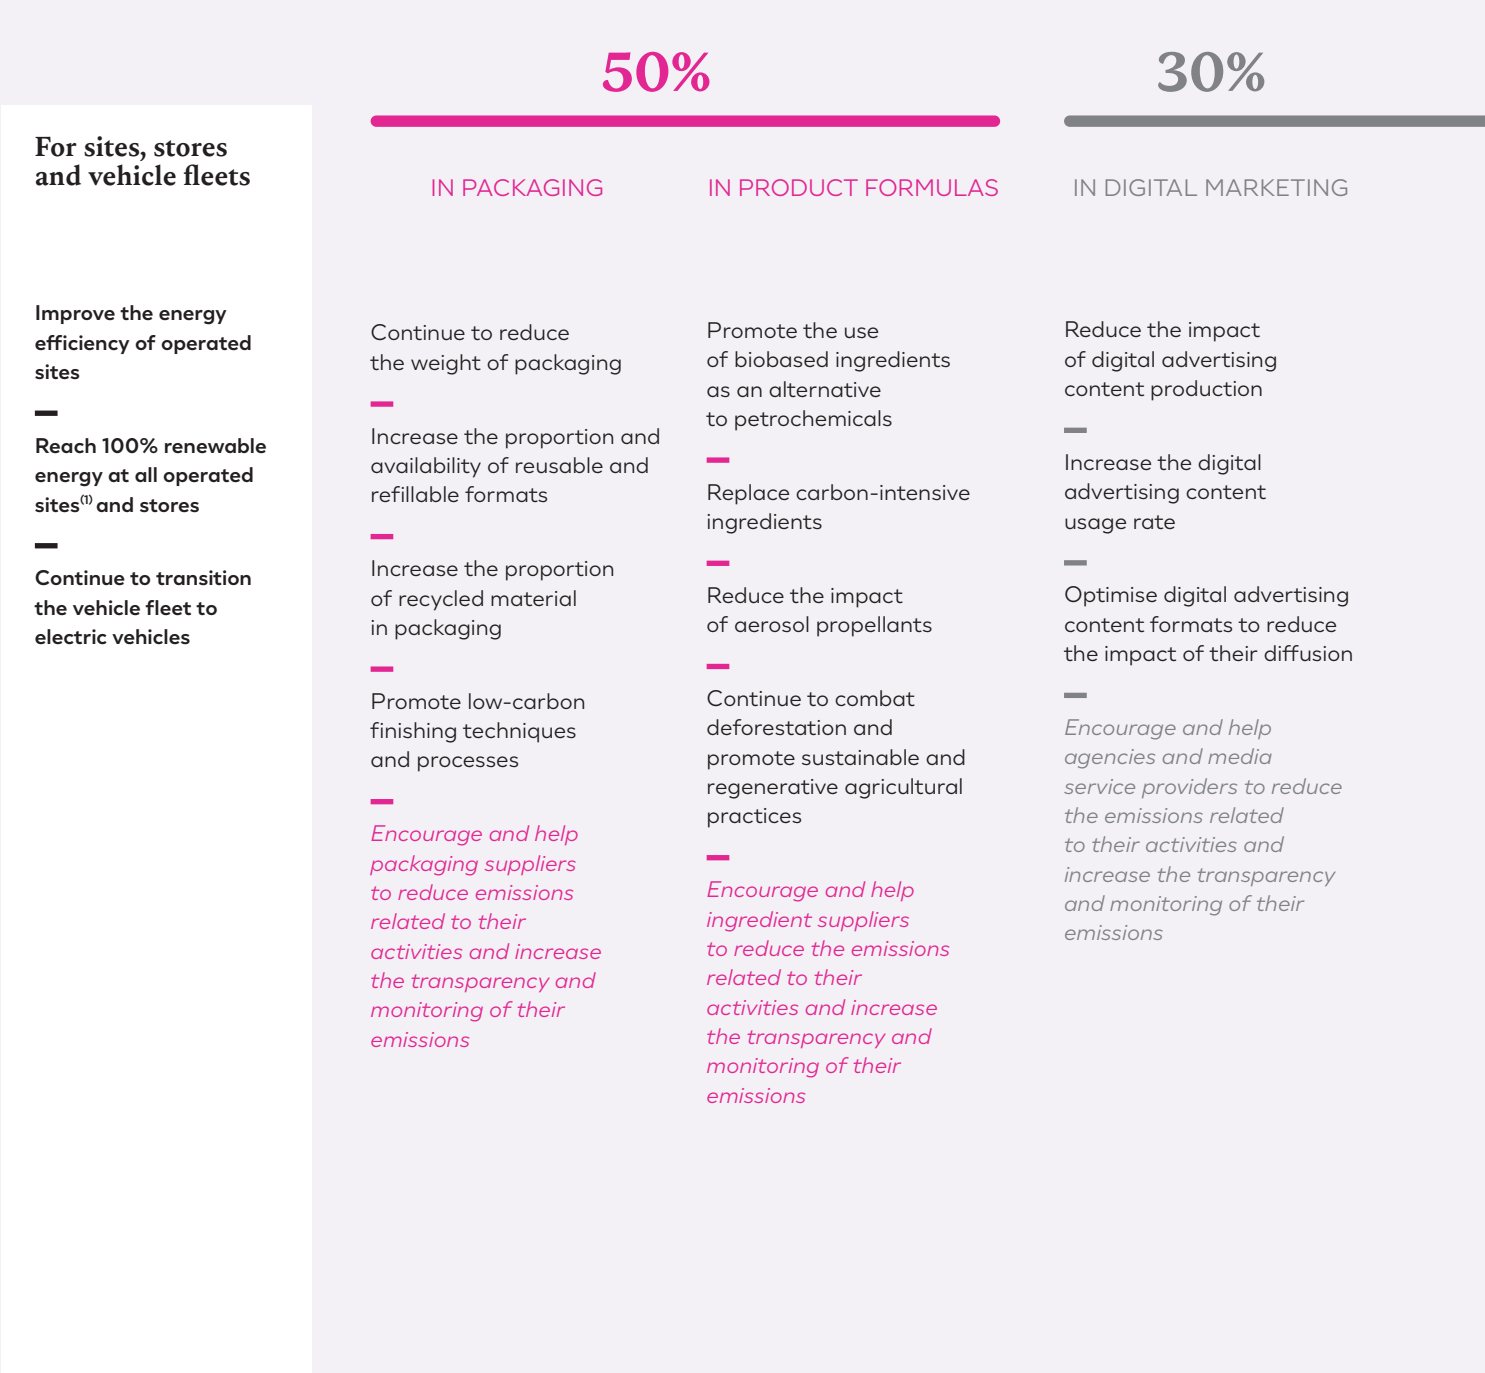 50%
30%
For sites, stores
and vehicle fleets
IN PACKAGING
IN PRODUCT FORMULAS
IN DIGITAL MARKETING
Improve the energy
efficiency of operated
sites
Reach 100% renewable
energy at all operated
sites(1) and stores
Continue to transition
the vehicle fleet to
electric vehicles
Continue to reduce
the weight of packaging
Increase the proportion and
availability of reusable and
refillable formats
Increase the proportion
of recycled material
in packaging
Promote low-carbon
finishing techniques
and processes
Encourage and help
packaging suppliers
to reduce emissions
related to their
activities and increase
the transparency and
monitoring of their
emissions
Promote the use
of biobased ingredients
as an alternative
to petrochemicals
Replace carbon-intensive
ingredients
Reduce the impact
of aerosol propellants
Continue to combat
deforestation and
promote sustainable and
regenerative agricultural
practices
Encourage and help
ingredient suppliers
to reduce the emissions
related to their
activities and increase
the transparency and
monitoring of their
emissions
Reduce the impact
of digital advertising
content production
Increase the digital
advertising content
usage rate
Optimise digital advertising
content formats to reduce
the impact of their diffusion
Encourage and help
agencies and media
service providers to reduce
the emissions related
to their activities and
increase the transparency
and monitoring of their
emissions